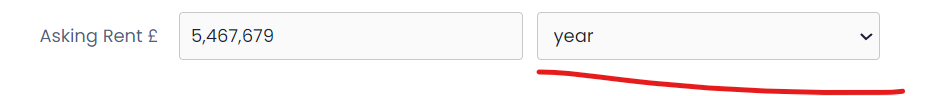 Asking Rent £ 5,467,679 year